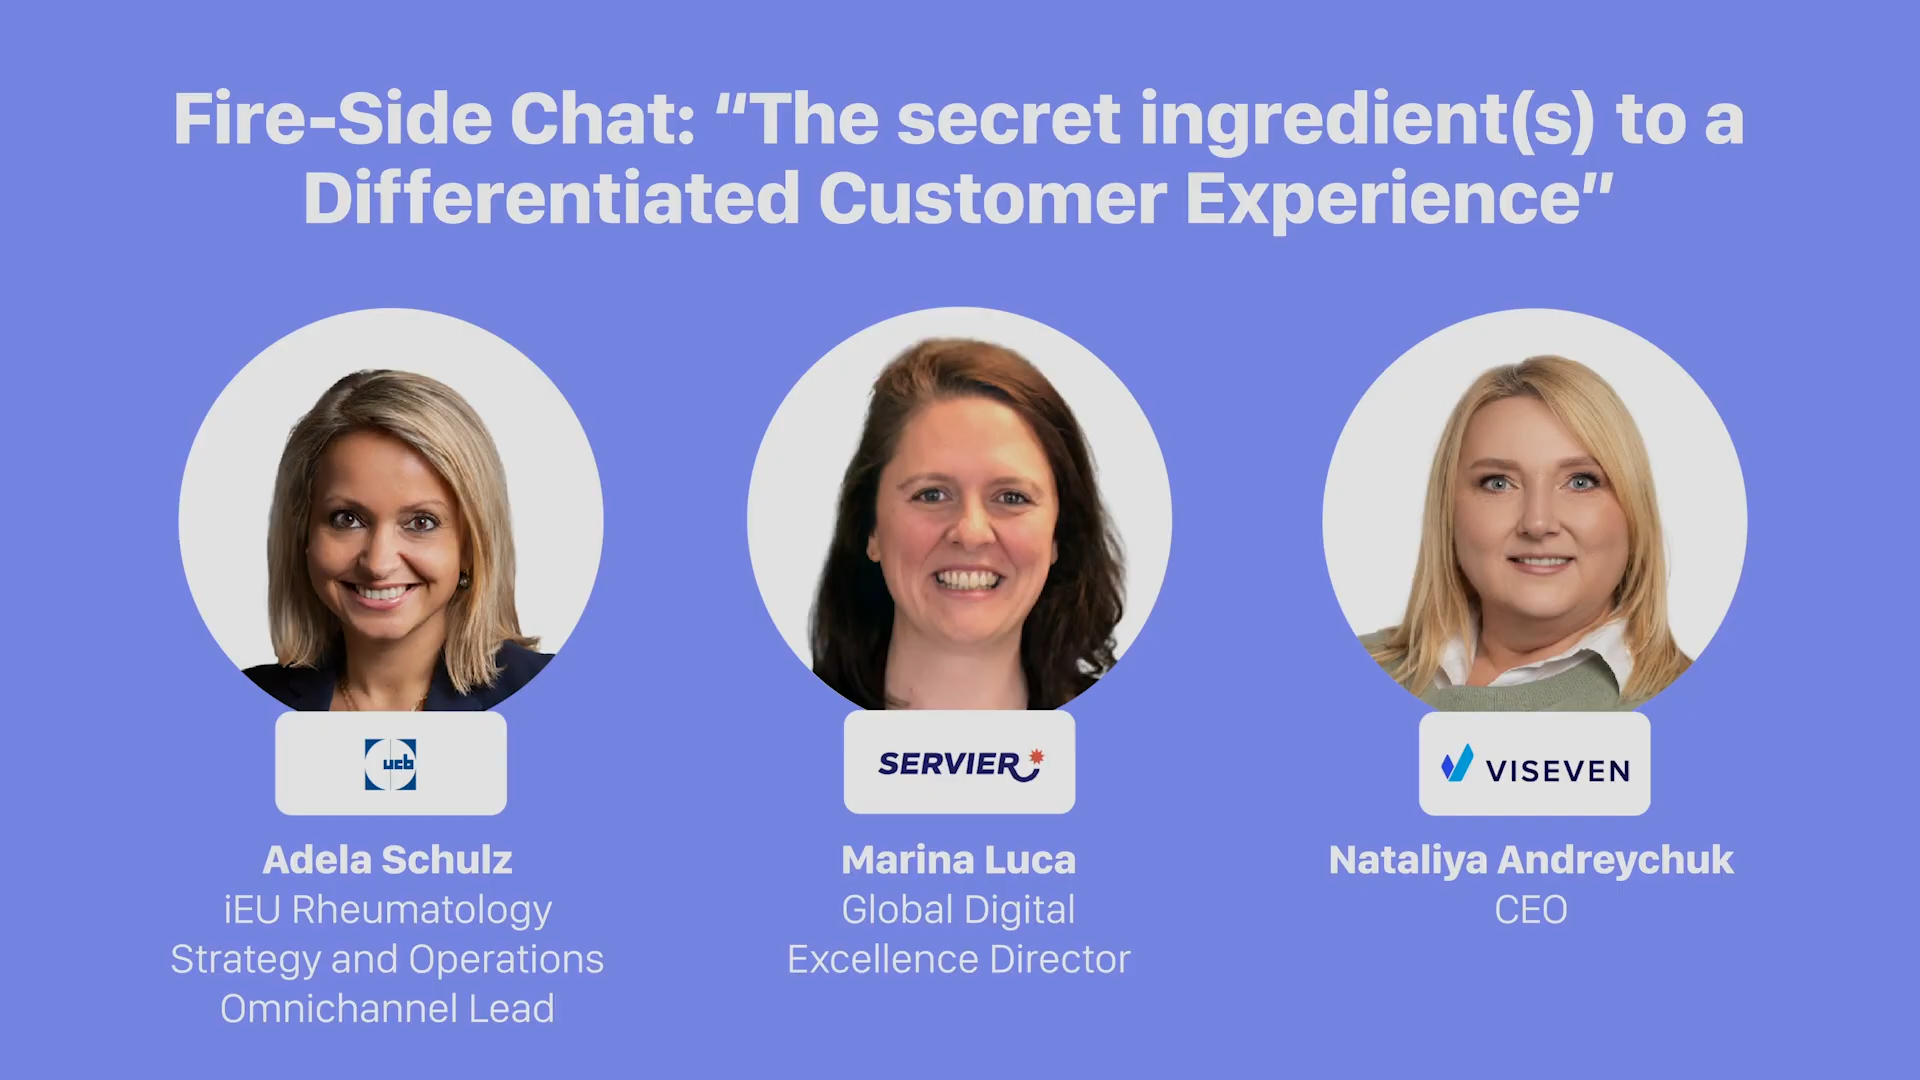 Fire-Side Chat: “The secret ingredient(s) to a
Differentiated Customer Experience”
ucb
SERVIER
VISEVEN
Adela Schulz
iEU Rheumatology
Strategy and Operations
Omnichannel Lead
Marina Luca
Global Digital
Excellence Director
Nataliya Andreychuk
CEO